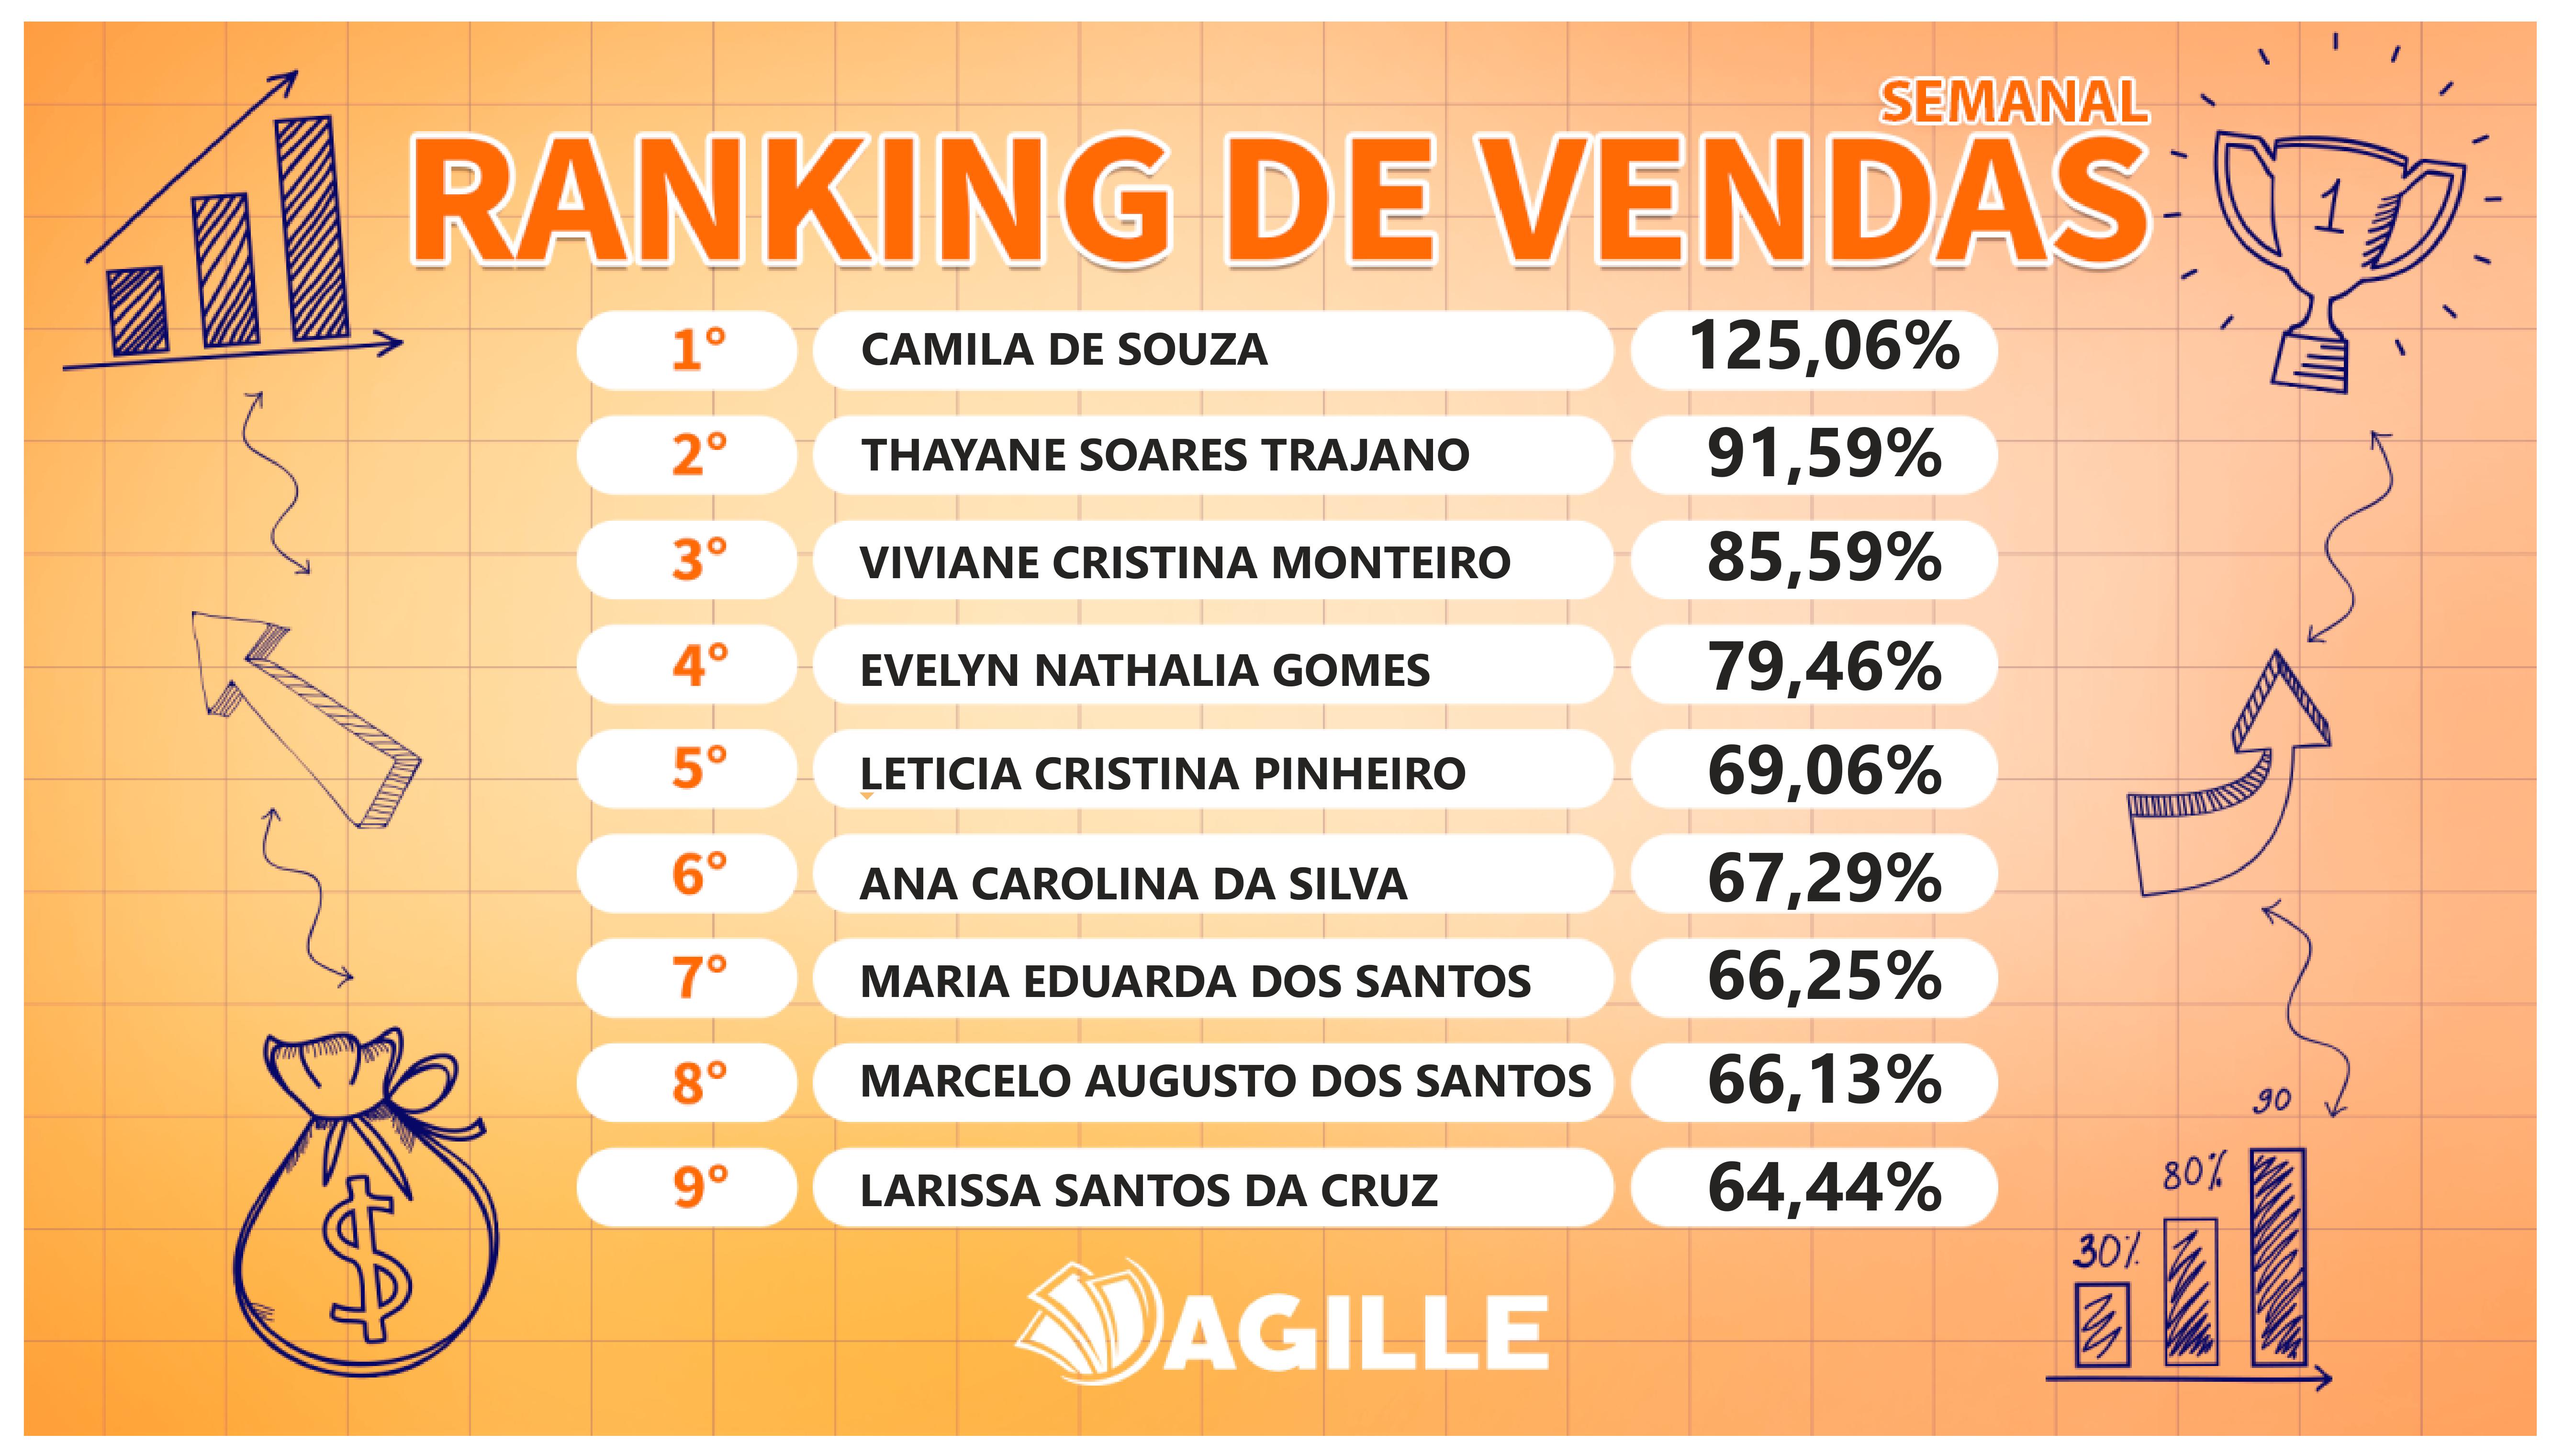 SEMANAL
RANKING DE VENDAS
1
1° CAMILA DE SOUZA 125,06%
2° THAYANE SOARES TRAJANO 91,59%
3° VIVIANE CRISTINA MONTEIRO 85,59%
4° EVELYN NATHALIA GOMES 79,46%
5° LETICIA CRISTINA PINHEIRO 69,06%
6° ANA CAROLINA DA SILVA 67,29%
7° MARIA EDUARDA DOS SANTOS 66,25%
8° MARCELO AUGUSTO DOS SANTOS 66,13%
9° LARISSA SANTOS DA CRUZ 64,44%
90
80%
30%
$
AGILLE